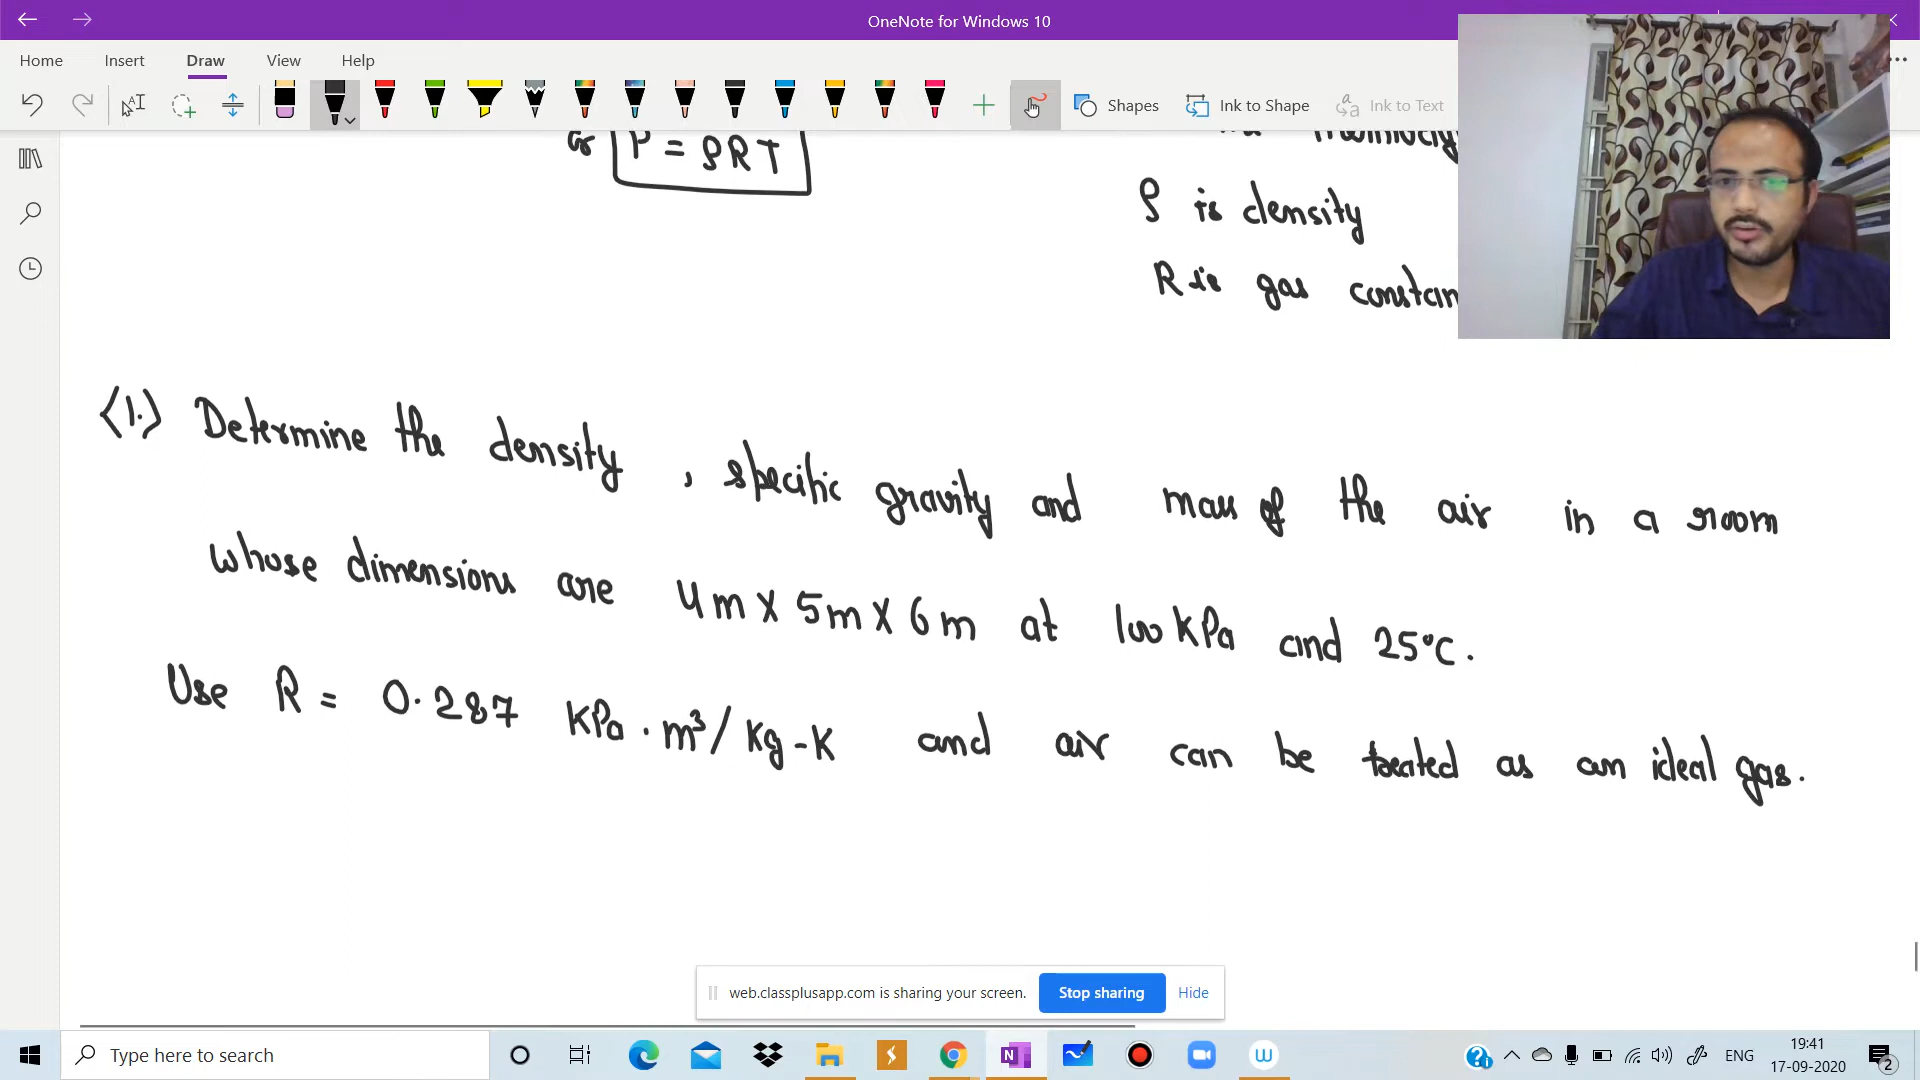 OneNote for Windows 10
Home Insert Draw View Help
Shapes Ink to Shape Ink to Text
or P = ρRT
ρ is density
R is gas constan
(1.) Determine the density, specific gravity and mass of the air in a room
whose dimensions are 4m X 5m X 6m at 100 kPa and 25°C.
Use R = 0.287 kPa.m³/kg-K and air can be treated as an ideal gas.
web.classplusapp.com is sharing your screen. Stop sharing Hide
Type here to search
ENG
19:41
17-09-2020
2